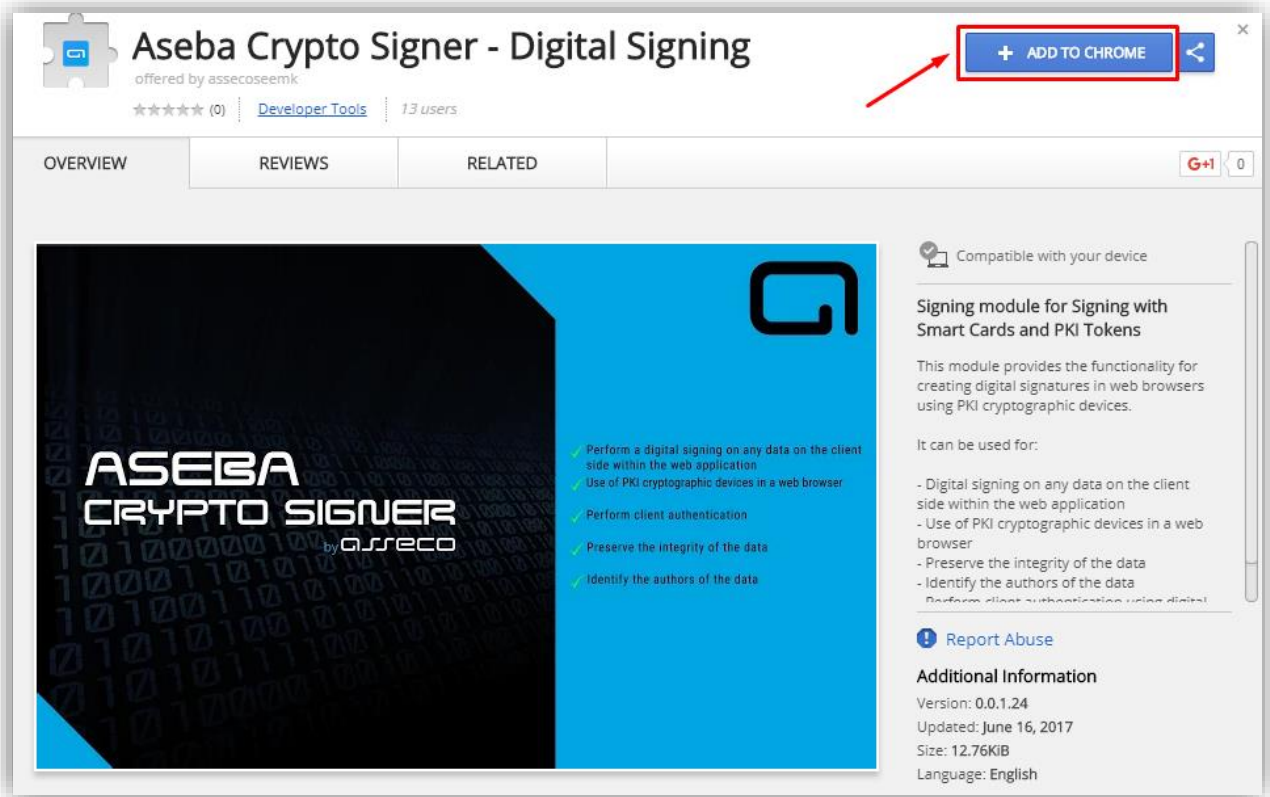 Aseba Crypto Signer - Digital Signing
offered by assecoseemk
(0)
Developer Tools
13 users
+ ADD TO CHROME
×
OVERVIEW
REVIEWS
RELATED
G+1
0
ASEBA
CRYPTO SIGNER
by asseco
Perform a digital signing on any data on the client
side within the web application
Use of PKI cryptographic devices in a web browser
Perform client authentication
Preserve the integrity of the data
Identify the authors of the data
Compatible with your device
Signing module for Signing with
Smart Cards and PKI Tokens
This module provides the functionality for
creating digital signatures in web browsers
using PKI cryptographic devices.
It can be used for:
- Digital signing on any data on the client
side within the web application
- Use of PKI cryptographic devices in a web
browser
- Preserve the integrity of the data
- Identify the authors of the data
- Perform client authentication using digital
Report Abuse
Additional Information
Version: 0.0.1.24
Updated: June 16, 2017
Size: 12.76KiB
Language: English